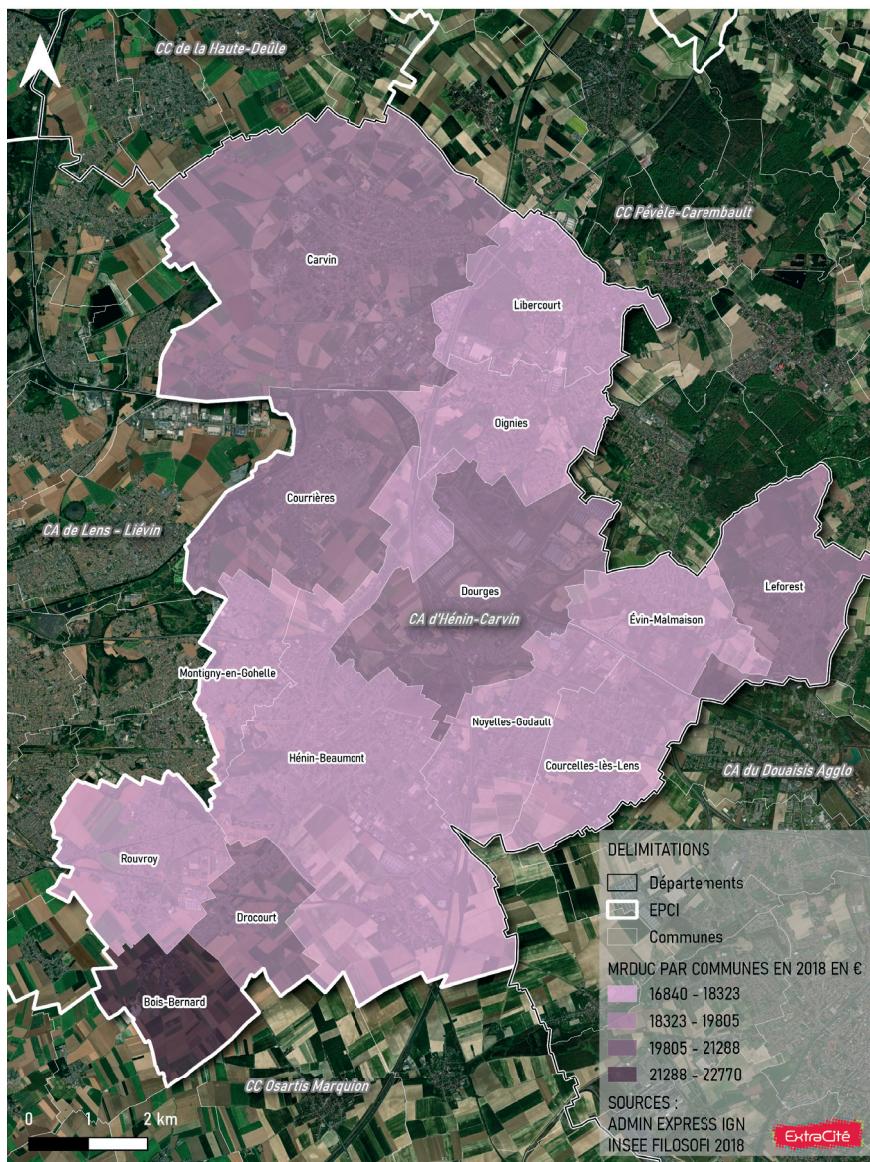 CC de la Haute-Deûle
CC Pévèle-Carembault
Carvin
Libercourt
Oignies
Courrières
CA de Lens - Liévin
Dourges
Leforest
CA d'Hénin-Carvin
Évin-Malmaison
Montigny-en-Gohelle
Noyelles-Godault
Hénin-Beaumont
Courcelles-lès-Lens
CA du Douaisis Agglo
Rouvroy
Drocourt
Bois-Bernard
CC Osartis Marquion
DELIMITATIONS
Départements
EPCI
Communes
MRDUC PAR COMMUNES EN 2018 EN €
16840 - 18323
18323 - 19805
19805 - 21288
21288 - 22770
SOURCES :
ADMIN EXPRESS IGN
INSEE FILOSOFI 2018
ExtraCité
0 1 2 km